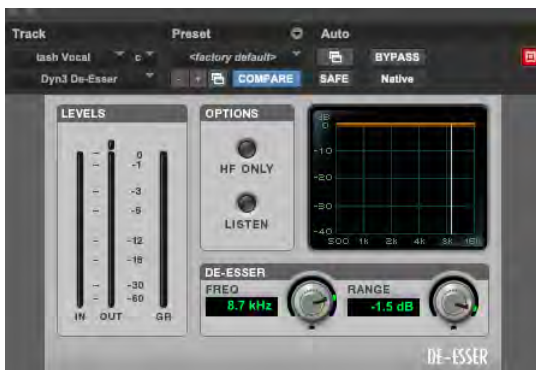 Track Preset Auto
tash Vocal c <factory default>
BYPASS
Dyn3 De-Esser - + COMPARE SAFE Native
LEVELS
0
-1
-3
-6
-12
-18
-30
-60
IN OUT GR
OPTIONS
HF ONLY
LISTEN
dB
0
-10
-20
-30
-40
500 1k 2k 4k 8k 16k
DE-ESSER
FREQ RANGE
8.7 kHz -1.5 dB
DE-ESSER